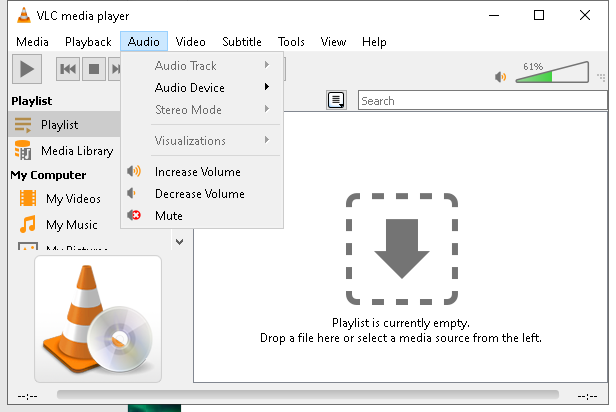 VLC media player
Media Playback Audio Video Subtitle Tools View Help
61%
Audio Track
Audio Device
Stereo Mode
Visualizations
Increase Volume
Decrease Volume
Mute
Playlist
Playlist
Media Library
My Computer
My Videos
My Music
My Pictures
Search
Playlist is currently empty.
Drop a file here or select a media source from the left.
--:--
--:--